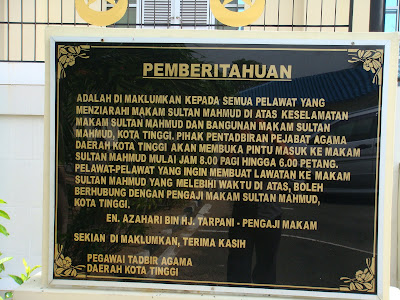 PEMBERITAHUAN
ADALAH DI MAKLUMKAN KEPADA SEMUA PELAWAT YANG
MENZIARAHI MAKAM SULTAN MAHMUD DI ATAS KESELAMATAN
MAKAM SULTAN MAHMUD DAN BANGUNAN MAKAM SULTAN
MAHMUD, KOTA TINGGI. PIHAK PENTADBIRAN PEJABAT AGAMA
DAERAH KOTA TINGGI AKAN MEMBUKA PINTU MASUK KE MAKAM
SULTAN MAHMUD MULAI JAM 8.00 PAGI HINGGA 6.00 PETANG.
PELAWAT-PELAWAT YANG INGIN MEMBUAT LAWATAN KE MAKAM
SULTAN MAHMUD YANG MELEBIHI WAKTU DI ATAS, BOLEH
BERHUBUNG DENGAN PENGAJI MAKAM SULTAN MAHMUD,
KOTA TINGGI.
EN. AZAHARI BIN HJ. TARPANI - PENGAJI MAKAM
SEKIAN DI MAKLUMKAN, TERIMA KASIH
PEGAWAI TADBIR AGAMA
DAERAH KOTA TINGGI